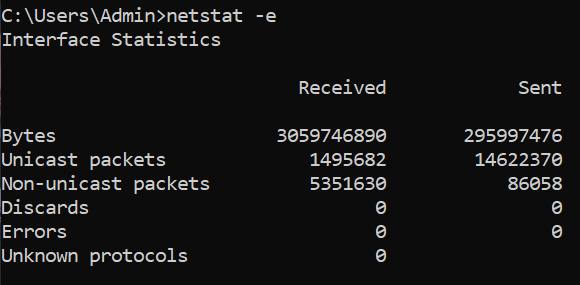 C:\Users\Admin>netstat -e
Interface Statistics
Received Sent
Bytes 3059746890 295997476
Unicast packets 1495682 14622370
Non-unicast packets 5351630 86058
Discards 0 0
Errors 0 0
Unknown protocols 0